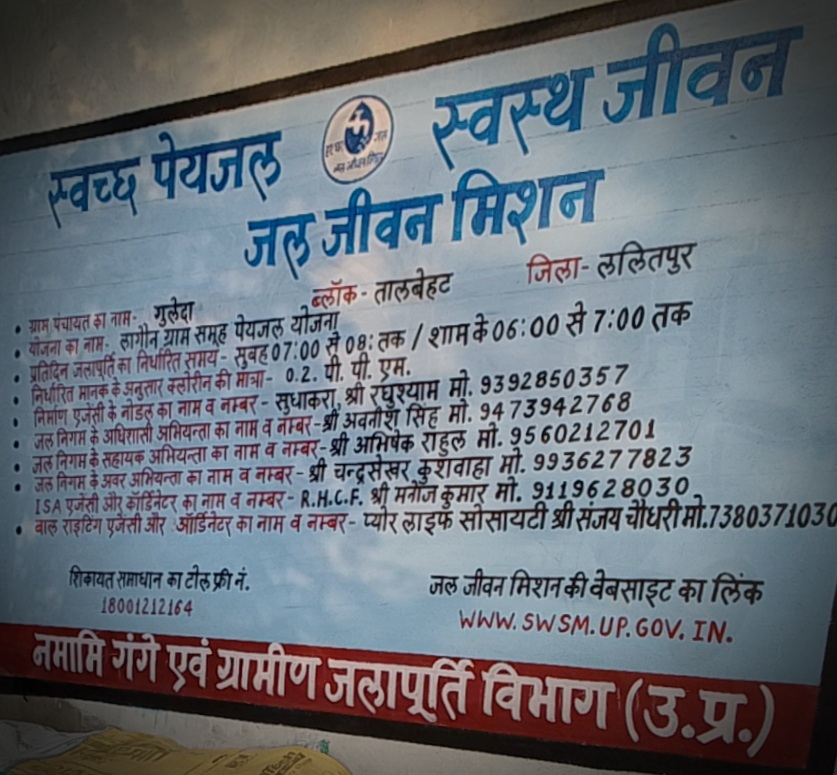 स्वच्छ पेयजल स्वस्थ जीवन
जल जीवन मिशन
ग्राम पंचायत का नाम- गुलेदा ब्लॉक- तालबेहट जिला- ललितपुर
योजना का नाम- लागौन ग्राम समूह पेयजल योजना
प्रतिदिन जलापूर्ति का निर्धारित समय- सुवह 07:00 से 08: तक / शाम के 06:00 से 7:00 तक
निर्धारित मानक के अनुसार क्लोरीन की मात्रा- 0.2. पी. पी. एम.
निर्माण एजेंसी के नोडल का नाम व नम्बर- सुधाकरा, श्री रघुश्याम मो. 9392850357
जल निगम के अधिशासी अभियन्ता का नाम व नम्बर-श्री अवनीश सिंह मो. 9473942768
जल निगम के सहायक अभियन्ता का नाम व नम्बर-श्री अभिषेक राहुल मो. 9560212701
जल निगम के अवर अभियन्ता का नाम व नम्बर- श्री चन्द्रसेखर कुशवाहा मो. 9936277823
ISA एजेंसी और कॉर्डिनेटर का नाम व नम्बर- R.H.C.F. श्री मनोज कुमार मो. 9119628030
वाल राइटिंग एजेंसी और ऑर्डिनेटर का नाम व नम्बर- प्योर लाइफ सोसायटी श्री संजय चौधरी मो.7380371030
शिकायत समाधान का टोल फ्री नं. जल जीवन मिशन की वेबसाइट का लिंक
18001212164 WWW.SWSM.UP.GOV.IN.
नमामि गंगे एवं ग्रामीण जलापूर्ति विभाग (उ.प्र.)